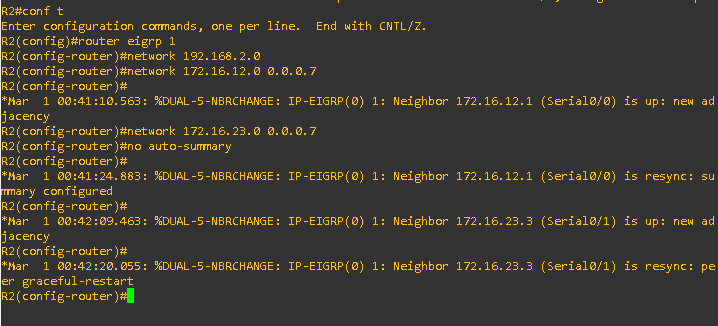 R2#conf t
Enter configuration commands, one per line.  End with CNTL/Z.
R2(config)#router eigrp 1
R2(config-router)#network 192.168.2.0
R2(config-router)#network 172.16.12.0 0.0.0.7
R2(config-router)#
*Mar  1 00:41:10.563: %DUAL-5-NBRCHANGE: IP-EIGRP(0) 1: Neighbor 172.16.12.1 (Serial0/0) is up: new ad
jacency
R2(config-router)#network 172.16.23.0 0.0.0.7
R2(config-router)#no auto-summary
R2(config-router)#
*Mar  1 00:41:24.883: %DUAL-5-NBRCHANGE: IP-EIGRP(0) 1: Neighbor 172.16.12.1 (Serial0/0) is resync: su
mmary configured
R2(config-router)#
*Mar  1 00:42:09.463: %DUAL-5-NBRCHANGE: IP-EIGRP(0) 1: Neighbor 172.16.23.3 (Serial0/1) is up: new ad
jacency
R2(config-router)#
*Mar  1 00:42:20.055: %DUAL-5-NBRCHANGE: IP-EIGRP(0) 1: Neighbor 172.16.23.3 (Serial0/1) is resync: pe
er graceful-restart
R2(config-router)#